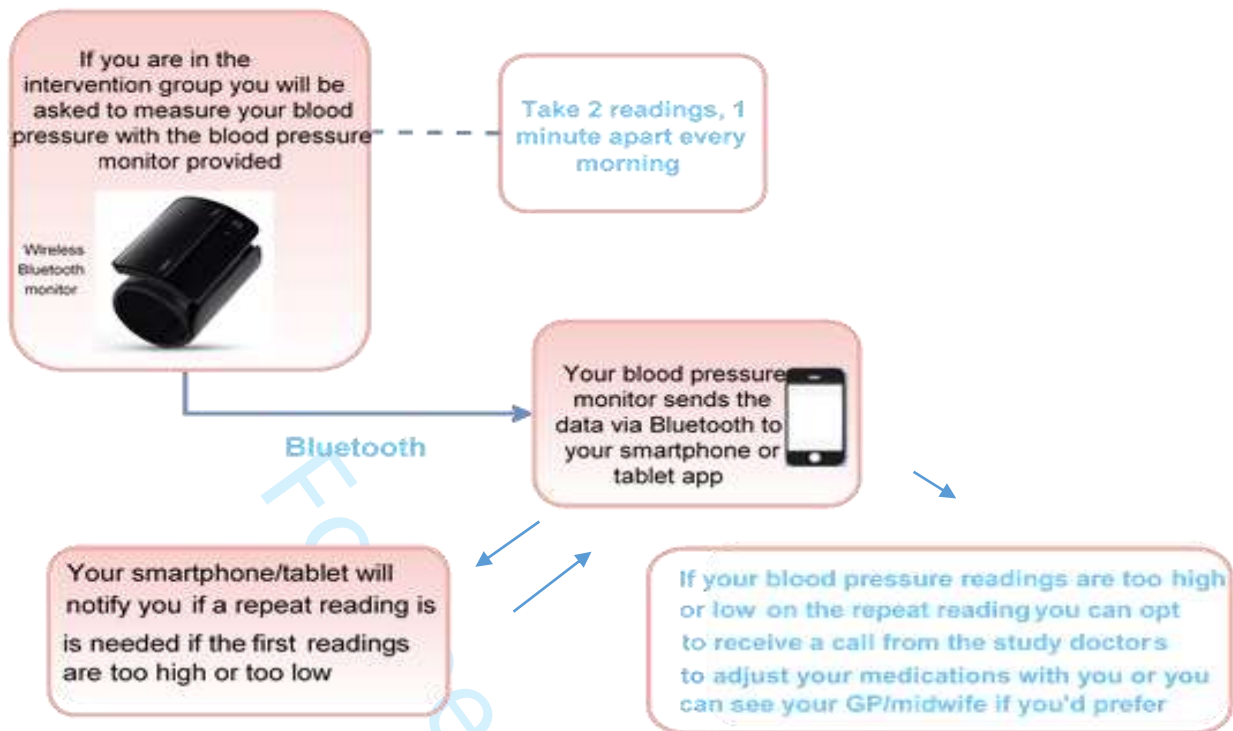 If you are in the
intervention group you will be
asked to measure your blood
pressure with the blood pressure
monitor provided
Wireless
Bluetooth
monitor
Take 2 readings, 1
minute apart every
morning
Your blood pressure
monitor sends the
data via Bluetooth to
your smartphone or
tablet app
Bluetooth
Your smartphone/tablet will
notify you if a repeat reading is
is needed if the first readings
are too high or too low
If your blood pressure readings are too high
or low on the repeat reading you can opt
to receive a call from the study doctors
to adjust your medications with you or you
can see your GP/midwife if you'd prefer